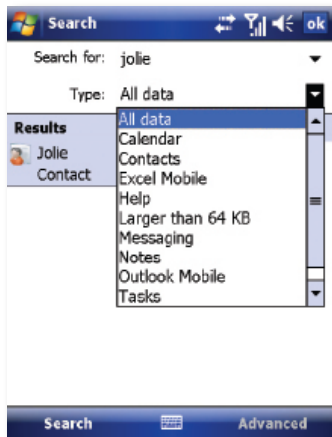 Search
ok
Search for: jolie
Type: All data
Results
Jolie
Contact
All data
Calendar
Contacts
Excel Mobile
Help
Larger than 64 KB
Messaging
Notes
Outlook Mobile
Tasks
Search
Advanced